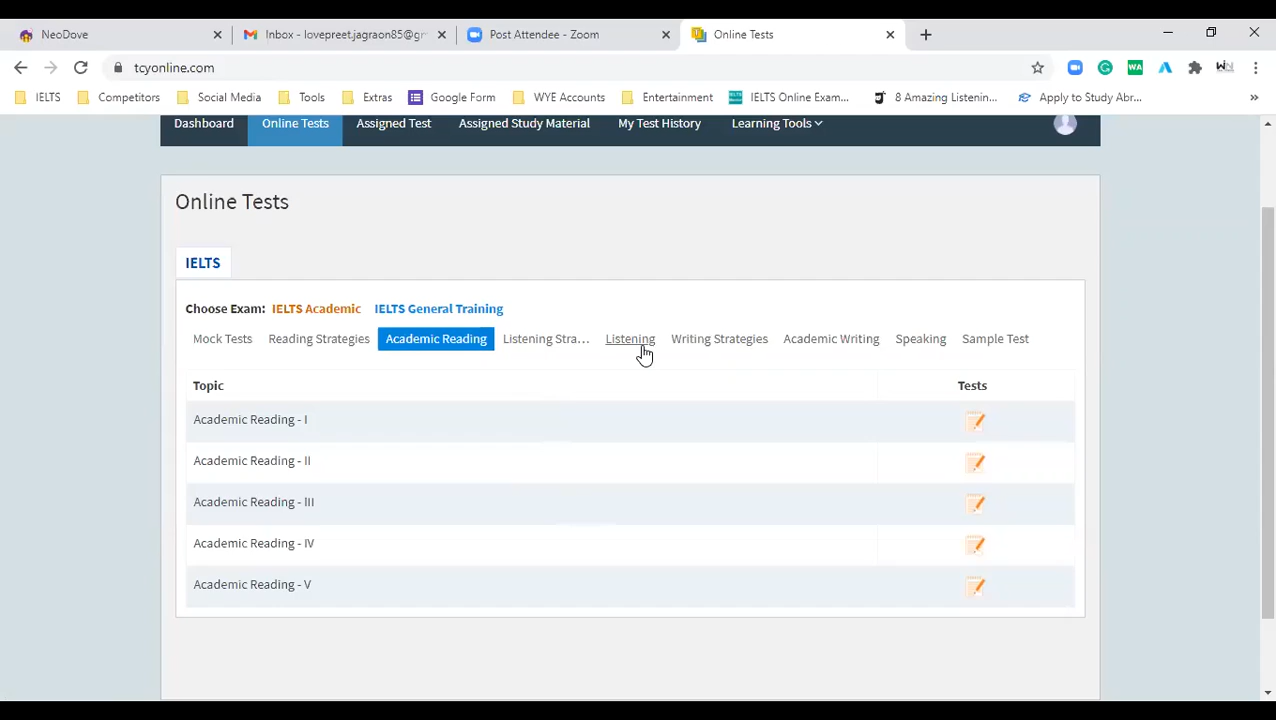 NeoDove
Inbox - lovepreet.jagraon85@gr
Post Attendee - Zoom
Online Tests
tcyonline.com
IELTS
Competitors
Social Media
Tools
Extras
Google Form
WYE Accounts
Entertainment
IELTS Online Exam...
8 Amazing Listenin...
Apply to Study Abr...
Dashboard
Online Tests
Assigned Test
Assigned Study Material
My Test History
Learning Tools
Online Tests
IELTS
Choose Exam: IELTS Academic IELTS General Training
Mock Tests Reading Strategies Academic Reading Listening Stra... Listening Writing Strategies Academic Writing Speaking Sample Test
Topic Tests
Academic Reading - I
Academic Reading - II
Academic Reading - III
Academic Reading - IV
Academic Reading - V